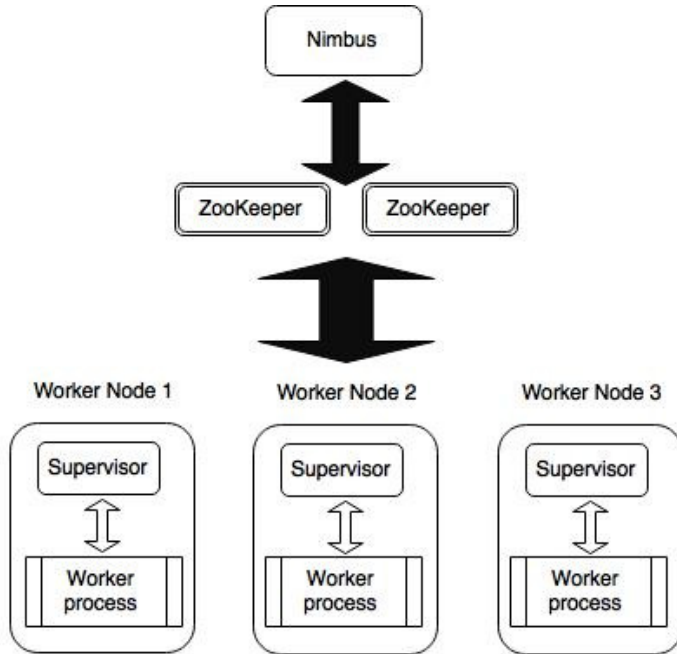 Nimbus
ZooKeeper
ZooKeeper
Worker Node 1
Worker Node 2
Worker Node 3
Supervisor
Supervisor
Supervisor
Worker
process
Worker
process
Worker
process